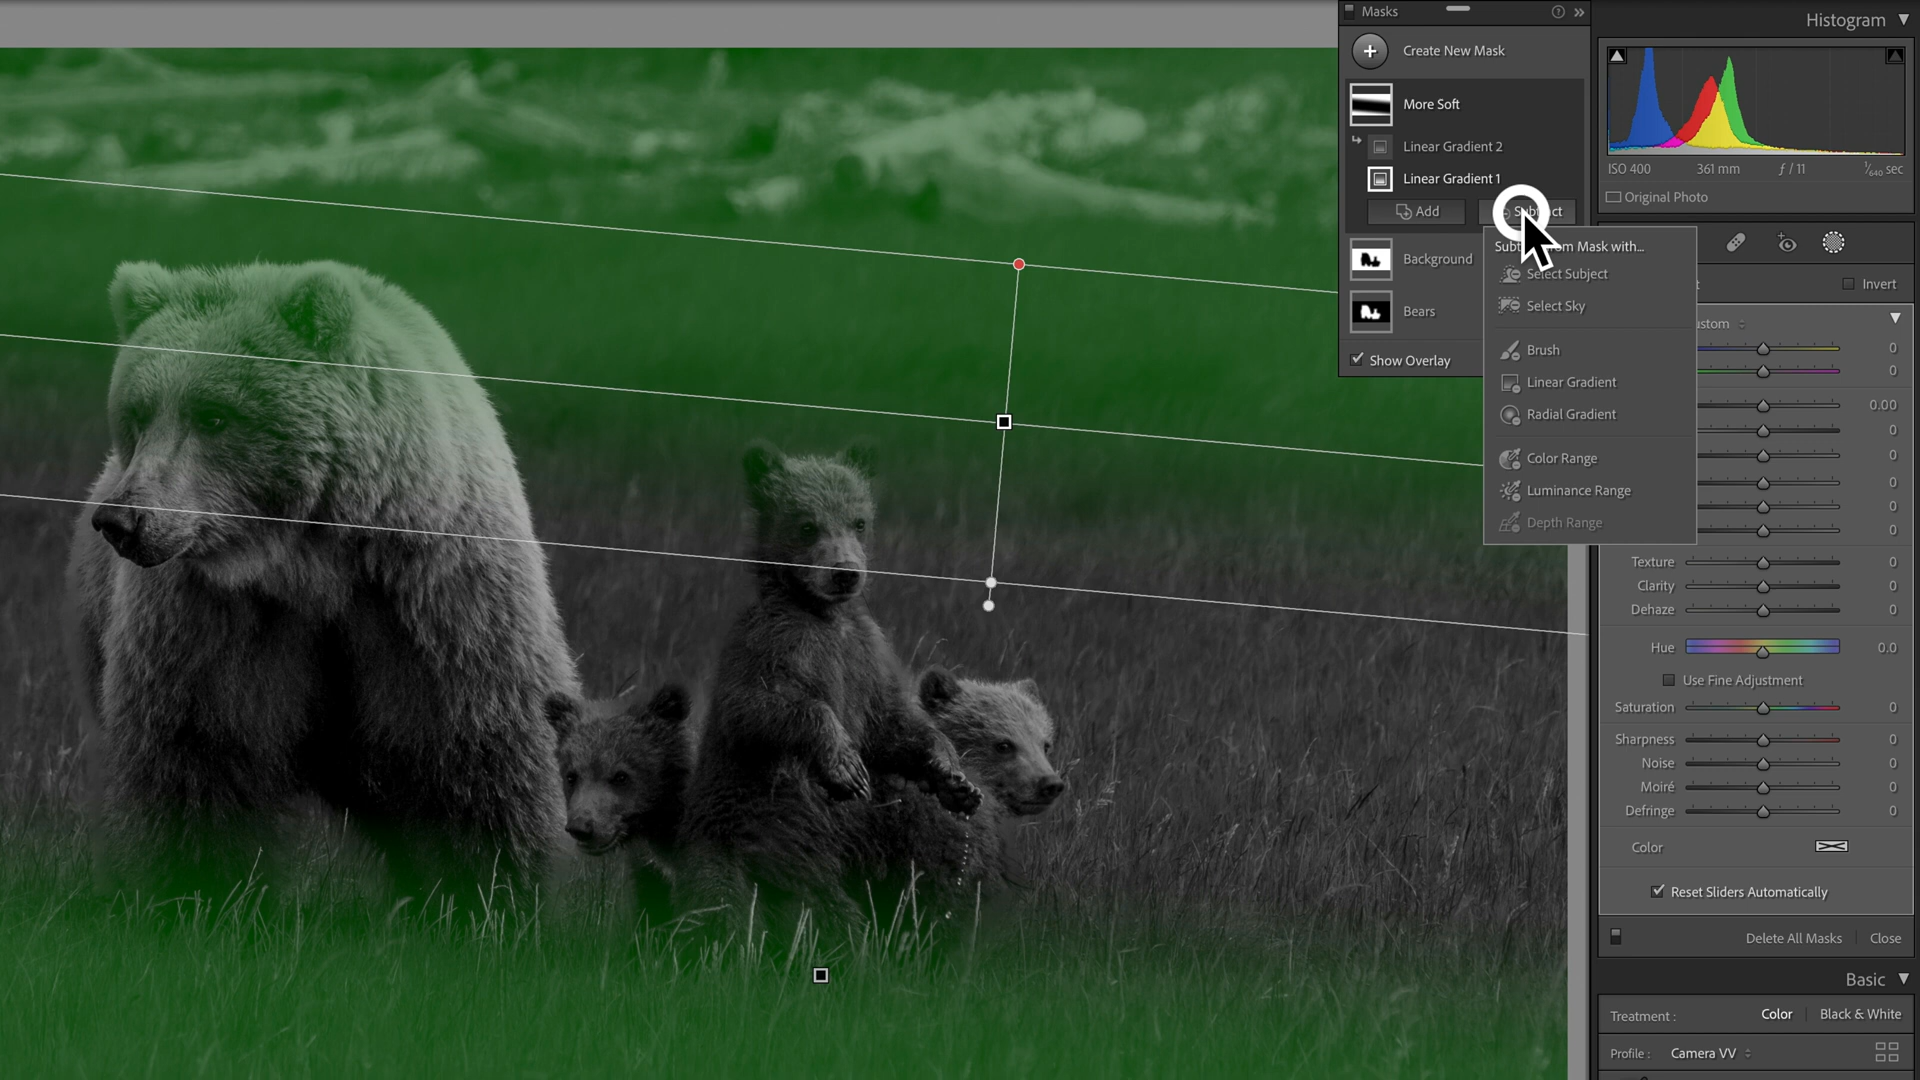 Masks
Create New Mask
More Soft
Linear Gradient 2
Linear Gradient 1
Add
Background
Bears
Show Overlay
from Mask with...
Select Subject
Select Sky
Brush
Linear Gradient
Radial Gradient
Color Range
Luminance Range
Depth Range
Histogram
ISO 400 361 mm ƒ / 11 1/640 sec
Original Photo
Invert
0
0
0.00
0
0
0
0
0
Texture 0
Clarity 0
Dehaze 0
Hue 0.0
Use Fine Adjustment
Saturation 0
Sharpness 0
Noise 0
Moiré 0
Defringe 0
Color
Reset Sliders Automatically
Delete All Masks Close
Basic
Treatment : Color Black & White
Profile : Camera VV